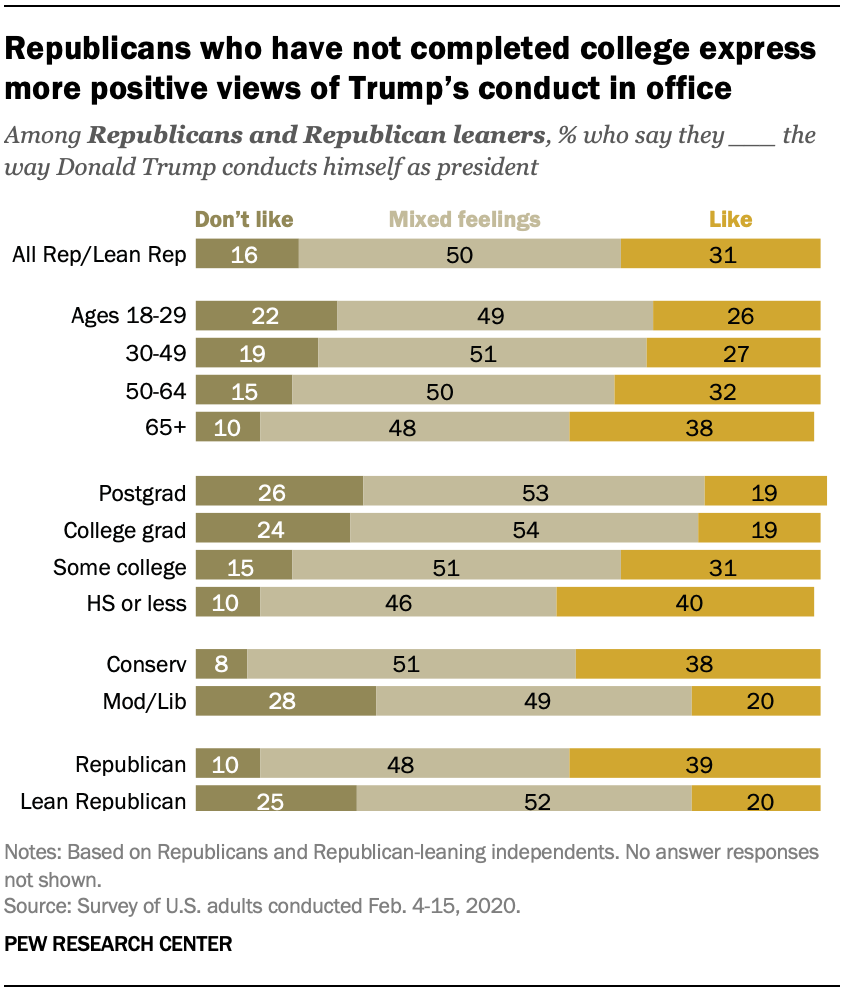 Republicans who have not completed college express
more positive views of Trump's conduct in office
Among Republicans and Republican leaners, % who say they ___ the
way Donald Trump conducts himself as president
Don't like Mixed feelings Like
All Rep/Lean Rep 16 50 31
Ages 18-29 22 49 26
30-49 19 51 27
50-64 15 50 32
65+ 10 48 38
Postgrad 26 53 19
College grad 24 54 19
Some college 15 51 31
HS or less 10 46 40
Conserv 8 51 38
Mod/Lib 28 49 20
Republican 10 48 39
Lean Republican 25 52 20
Notes: Based on Republicans and Republican-leaning independents. No answer responses
not shown.
Source: Survey of U.S. adults conducted Feb. 4-15, 2020.
PEW RESEARCH CENTER